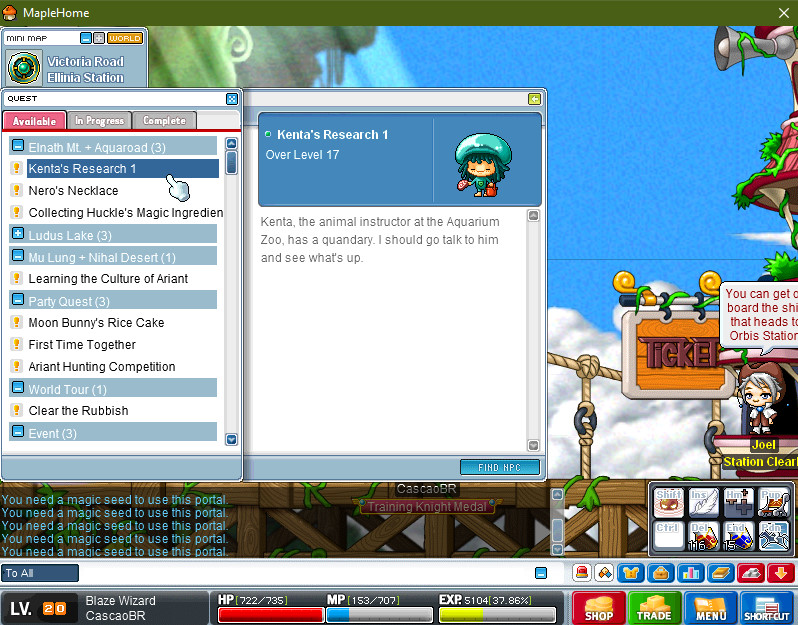 MapleHome
MINI MAP
WORLD
Victoria Road
Ellinia Station
QUEST
Available
In Progress
Complete
Elnath Mt. + Aquaroad (3)
Kenta's Research 1
Nero's Necklace
Collecting Huckle's Magic Ingredien
Ludus Lake (3)
Mu Lung + Nihal Desert (1)
Learning the Culture of Ariant
Party Quest (3)
Moon Bunny's Rice Cake
First Time Together
Ariant Hunting Competition
World Tour (1)
Clear the Rubbish
Event (3)
Kenta's Research 1
Over Level 17
Kenta, the animal instructor at the Aquarium
Zoo, has a quandary. I should go talk to him
and see what's up.
FIND NPC
TICKET
You can get o
board the shi
that heads to
Orbis Station
Joel
Station Clear
CascaoBR
Training Knight Medal
You need a magic seed to use this portal.
You need a magic seed to use this portal.
You need a magic seed to use this portal.
You need a magic seed to use this portal.
You need a magic seed to use this portal.
Shift
Ins
Hm
Pup
Ctrl
Del
End
Pdn
116
15
To All
LV. 20
Blaze Wizard
CascaoBR
HP[722/735]
MP[153/707]
EXP. 5104[37.86%]
SHOP
TRADE
MENU
SHORT CUT